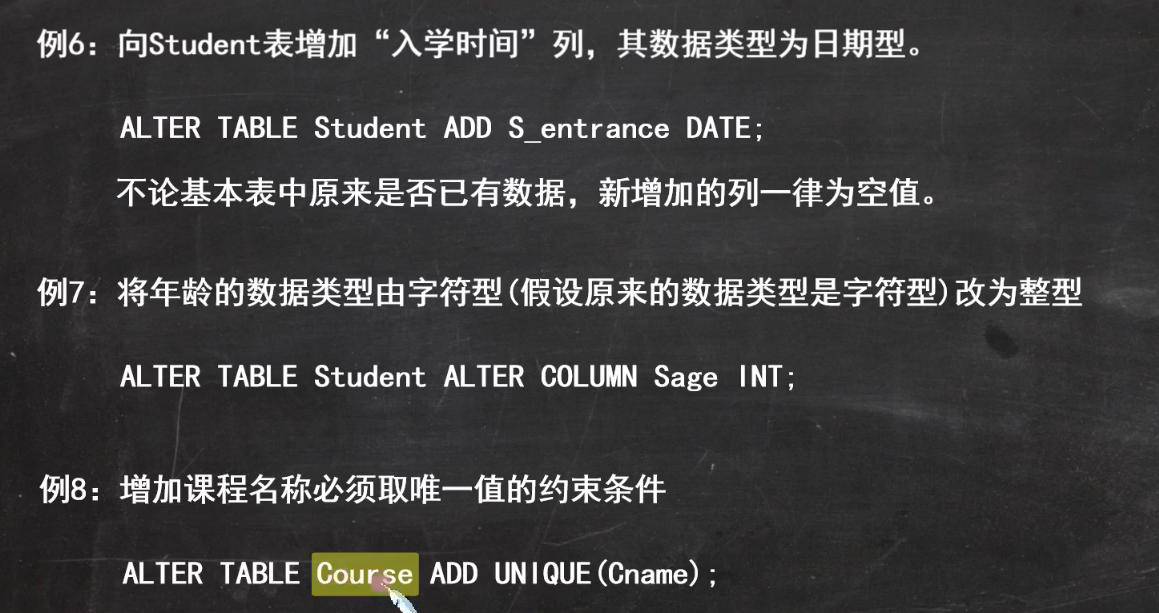 例6：向Student表增加“入学时间”列，其数据类型为日期型。
ALTER TABLE Student ADD S_entrance DATE;
不论基本表中原来是否已有数据，新增加的列一律为空值。
例7：将年龄的数据类型由字符型(假设原来的数据类型是字符型)改为整型
ALTER TABLE Student ALTER COLUMN Sage INT;
例8：增加课程名称必须取唯一值的约束条件
ALTER TABLE Course ADD UNIQUE(Cname);